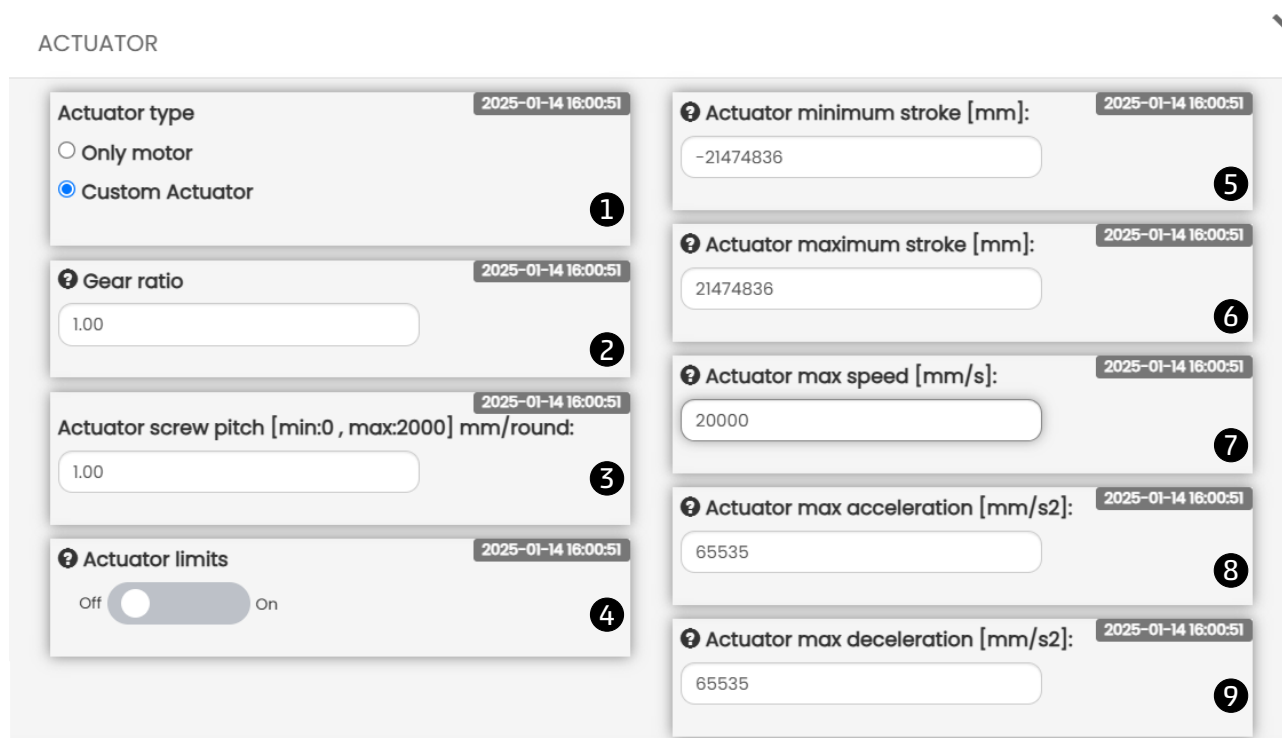 ACTUATOR
Actuator type
2025-01-14 16:00:51
Only motor
Custom Actuator
1
Gear ratio
2025-01-14 16:00:51
1.00
2
2025-01-14 16:00:51
Actuator screw pitch [min:0 , max:2000] mm/round:
1.00
3
Actuator limits
2025-01-14 16:00:51
Off On
4
? Actuator minimum stroke [mm]:
2025-01-14 16:00:51
-21474836
5
? Actuator maximum stroke [mm]:
2025-01-14 16:00:51
21474836
6
? Actuator max speed [mm/s]:
2025-01-14 16:00:51
20000
7
? Actuator max acceleration [mm/s2]:
2025-01-14 16:00:51
65535
8
? Actuator max deceleration [mm/s2]:
2025-01-14 16:00:51
65535
9